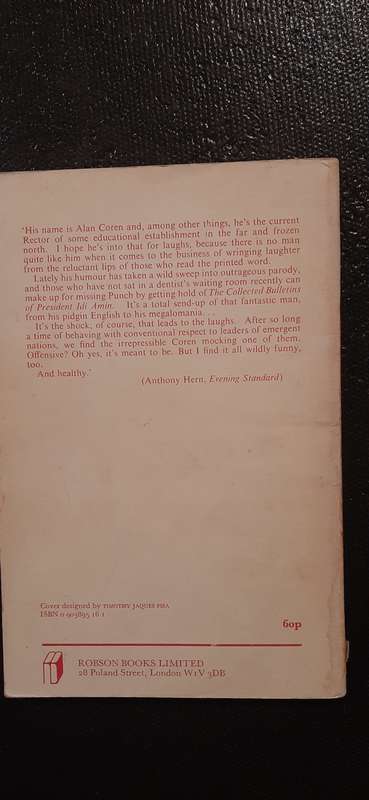 'His name is Alan Coren and, among other things, he's the current
Rector of some educational establishment in the far and frozen
north. I hope he's into that for laughs, because there is no man
quite like him when it comes to the business of wringing laughter
from the reluctant lips of those who read the printed word.
Lately his humour has taken a wild sweep into outrageous parody,
and those who have not sat in a dentist's waiting room recently can
make up for missing Punch by getting hold of The Collected Bulletins
of President Idi Amin. It's a total send-up of that fantastic man,
from his pidgin English to his megalomania. . .
It's the shock, of course, that leads to the laughs. After so long
a time of behaving with conventional respect to leaders of emergent
nations, we find the irrepressible Coren mocking one of them.
Offensive? Oh yes, it's meant to be. But I find it all wildly funny,
too.
And healthy.'
(Anthony Hern, Evening Standard)
Cover designed by TIMOTHY JAQUES FSIA
ISBN 0 903895 16 1
60p
ROBSON BOOKS LIMITED
28 Poland Street, London W1V 3DB